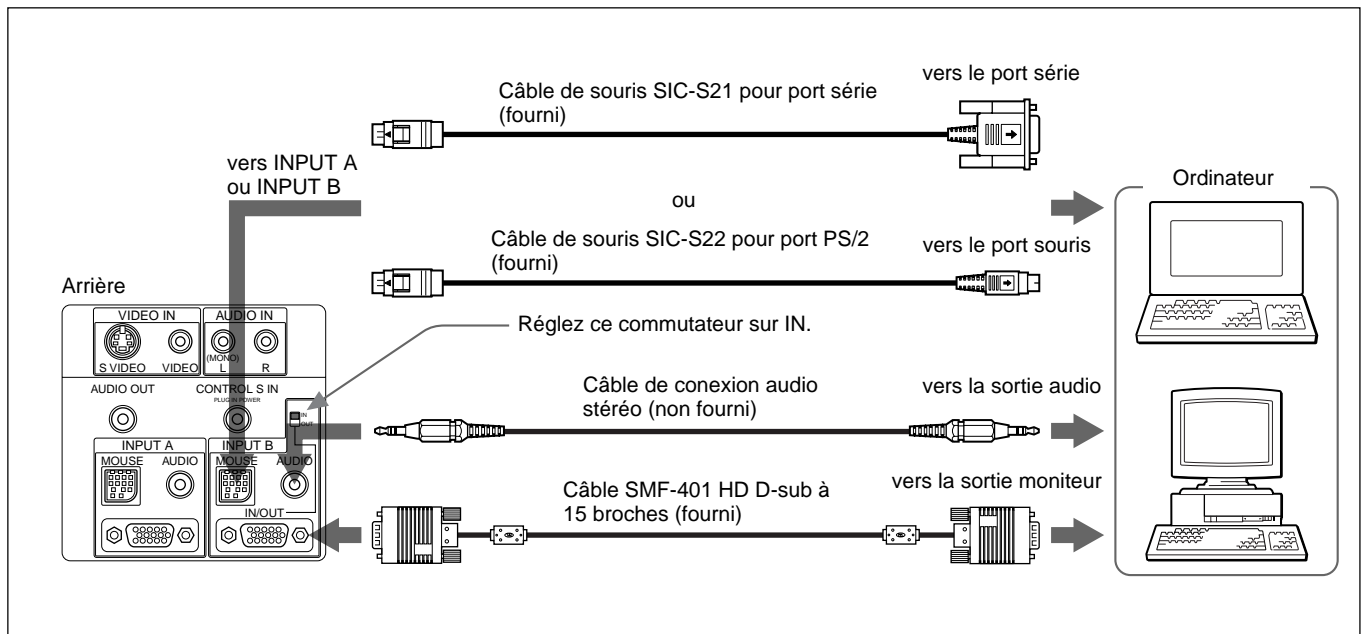 Câble de souris SIC-S21 pour port série
(fourni)
vers le port série
vers INPUT A
ou INPUT B
ou
Ordinateur
Câble de souris SIC-S22 pour port PS/2
(fourni)
vers le port souris
Arrière
VIDEO IN
AUDIO IN
S VIDEO
VIDEO
(MONO)
L
R
Réglez ce commutateur sur IN.
AUDIO OUT
CONTROL S IN
PLUG IN POWER
IN
OUT
Câble de conexion audio
stéréo (non fourni)
vers la sortie audio
INPUT A
INPUT B
MOUSE
AUDIO
MOUSE
AUDIO
IN/OUT
Câble SMF-401 HD D-sub à
15 broches (fourni)
vers la sortie moniteur